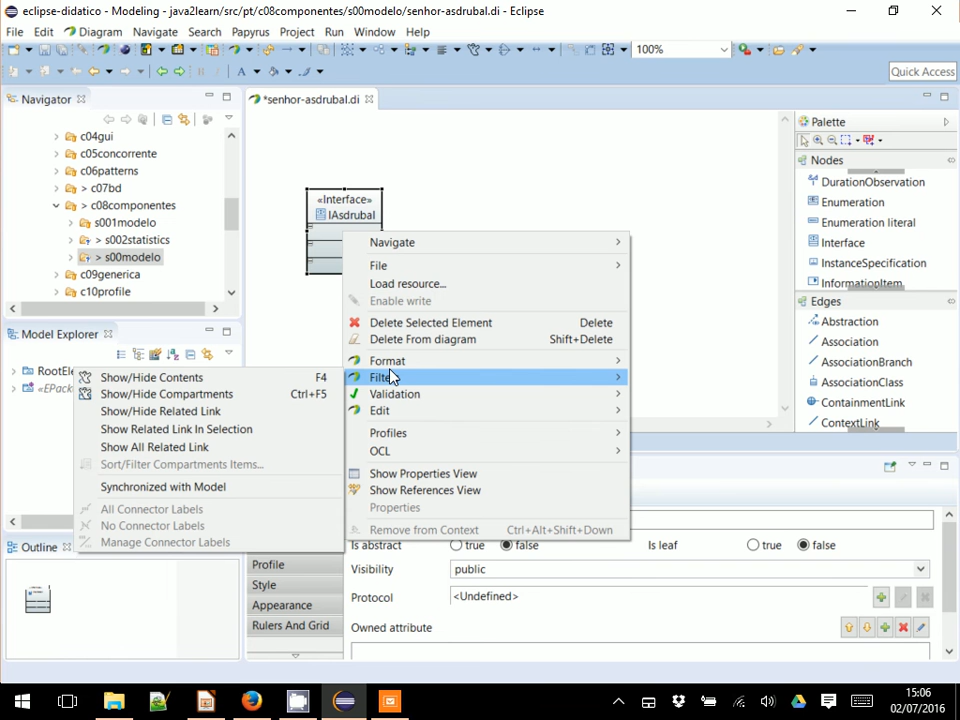 eclipse-didatico - Modeling - java2learn/src/pt/c08componentes/s00modelo/senhor-asdrubal.di - Eclipse
File Edit Diagram Navigate Search Papyrus Project Run Window Help
100%
Quick Access
Navigator
c04gui
c05concorrente
c06patterns
> c07bd
> c08componentes
s001modelo
> s002statistics
> s00modelo
c09generica
c10profile
*senhor-asdrubal.di
«Interface»
IAsdrubal
Palette
Nodes
DurationObservation
Enumeration
Enumeration literal
Interface
InstanceSpecification
InformationItem
Edges
Abstraction
Association
AssociationBranch
AssociationClass
ContainmentLink
ContextLink
Navigate
File
Load resource...
Enable write
Delete Selected Element Delete
Delete From diagram Shift+Delete
Format
Validation
Edit
Profiles
OCL
Show Properties View
Show References View
Properties
Remove from Context Ctrl+Alt+Shift+Down
Model Explorer
«EPack
Show/Hide Contents F4
Show/Hide Compartments Ctrl+F5
Show/Hide Related Link
Show Related Link In Selection
Show All Related Link
Sort/Filter Compartments Items...
Synchronized with Model
All Connector Labels
No Connector Labels
Manage Connector Labels
Outline
Profile
Style
Appearance
Rulers And Grid
Is abstract true false Is leaf true false
Visibility public
Protocol <Undefined>
Owned attribute
15:06
02/07/2016